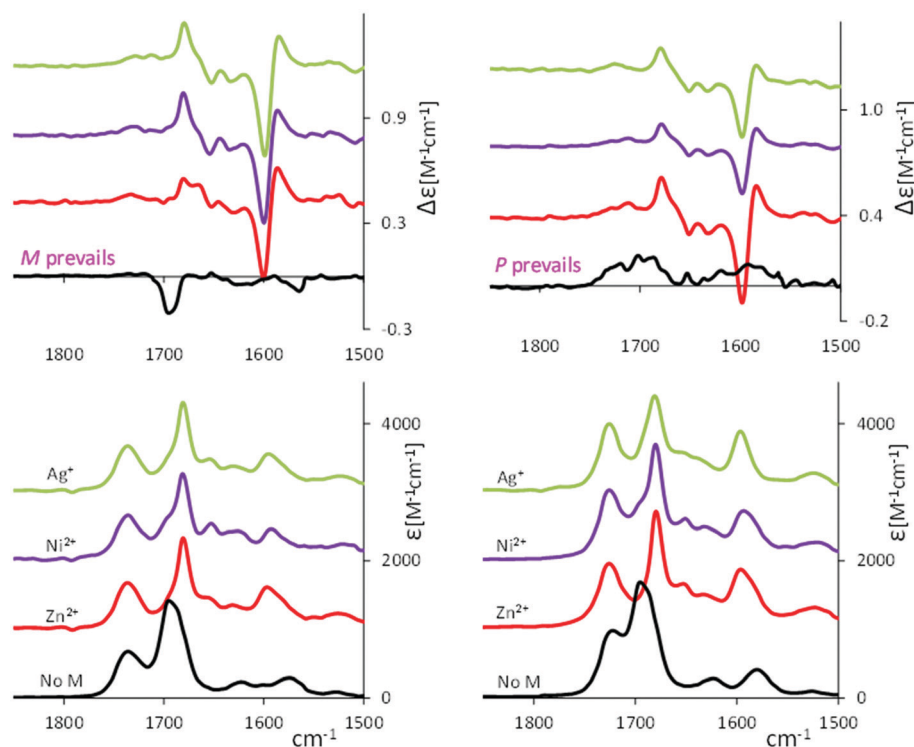 0.9
0.3
-0.3
Δε[M⁻¹cm⁻¹]
M prevails
1800 1700 1600 1500
1.0
0.4
-0.2
Δε[M⁻¹cm⁻¹]
P prevails
1800 1700 1600 1500
4000
2000
0
ε[M⁻¹cm⁻¹]
Ag⁺
Ni²⁺
Zn²⁺
No M
1800 1700 1600 1500
cm⁻¹
4000
2000
0
ε[M⁻¹cm⁻¹]
Ag⁺
Ni²⁺
Zn²⁺
No M
1800 1700 1600 1500
cm⁻¹